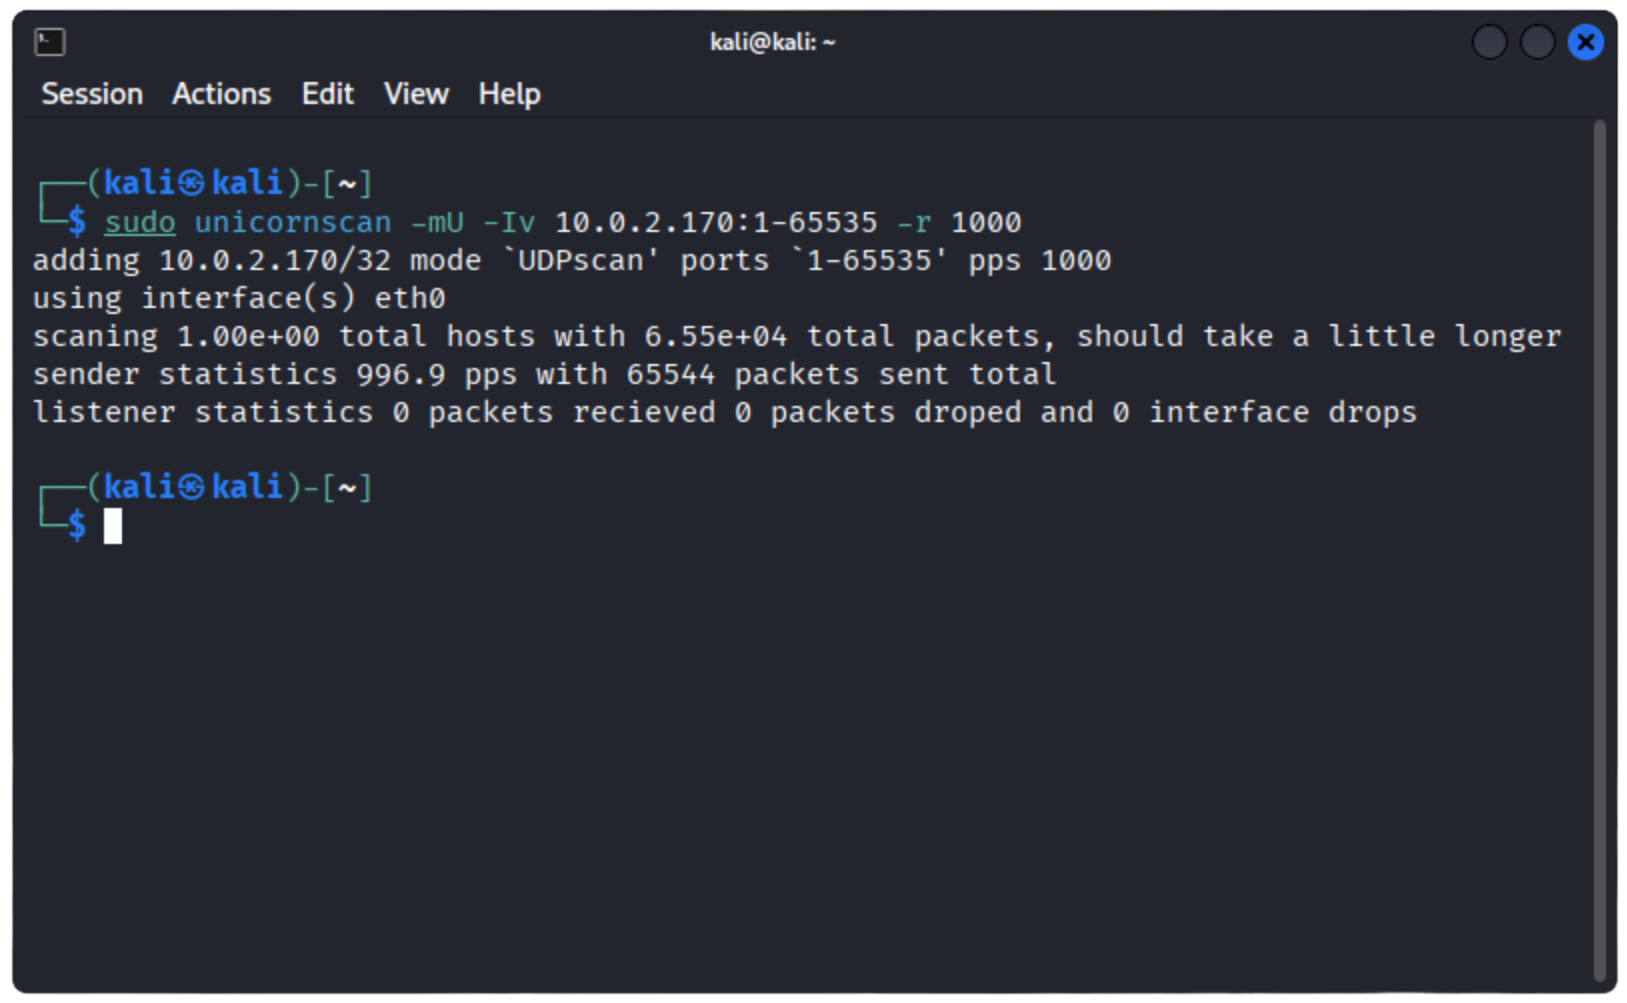 kali@kali: ~
Session Actions Edit View Help
┌──(kali㉿kali)-[~]
└─$ sudo unicornscan -mU -Iv 10.0.2.170:1-65535 -r 1000
adding 10.0.2.170/32 mode `UDPscan' ports `1-65535' pps 1000
using interface(s) eth0
scaning 1.00e+00 total hosts with 6.55e+04 total packets, should take a little longer
sender statistics 996.9 pps with 65544 packets sent total
listener statistics 0 packets recieved 0 packets droped and 0 interface drops
┌──(kali㉿kali)-[~]
└─$